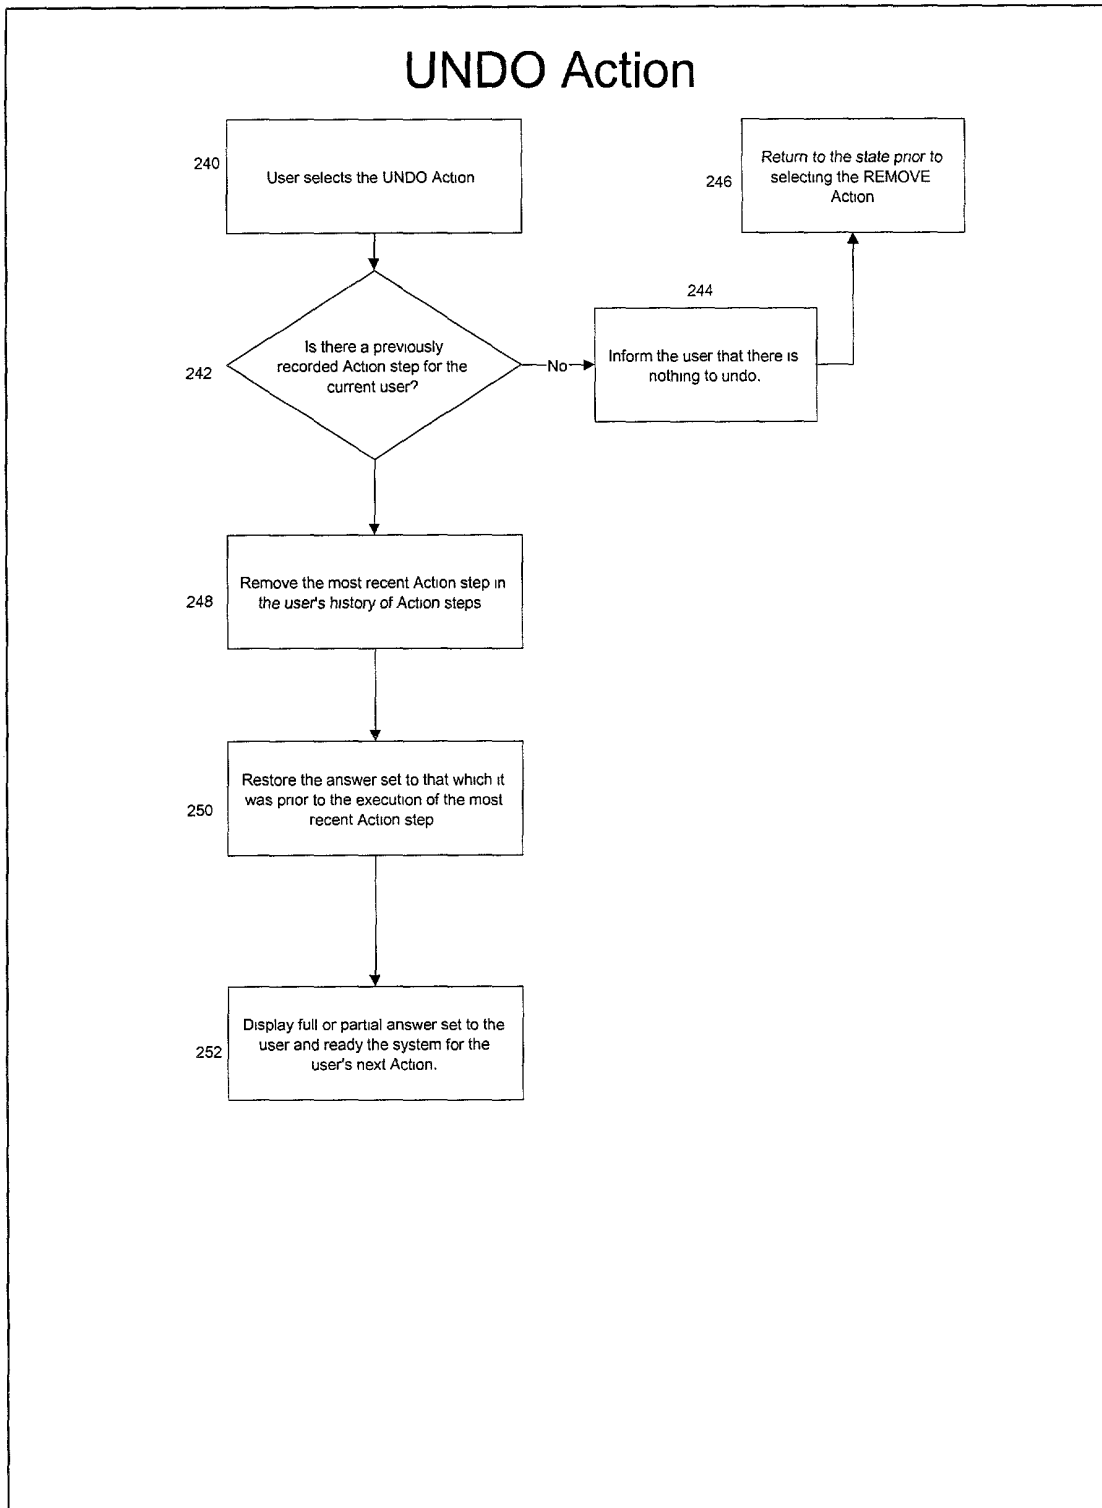 UNDO Action
240
User selects the UNDO Action
246
Return to the state prior to
selecting the REMOVE
Action
244
242
Is there a previously
recorded Action step for the
current user?
No
Inform the user that there is
nothing to undo.
248
Remove the most recent Action step in
the user's history of Action steps
250
Restore the answer set to that which it
was prior to the execution of the most
recent Action step
252
Display full or partial answer set to the
user and ready the system for the
user's next Action.